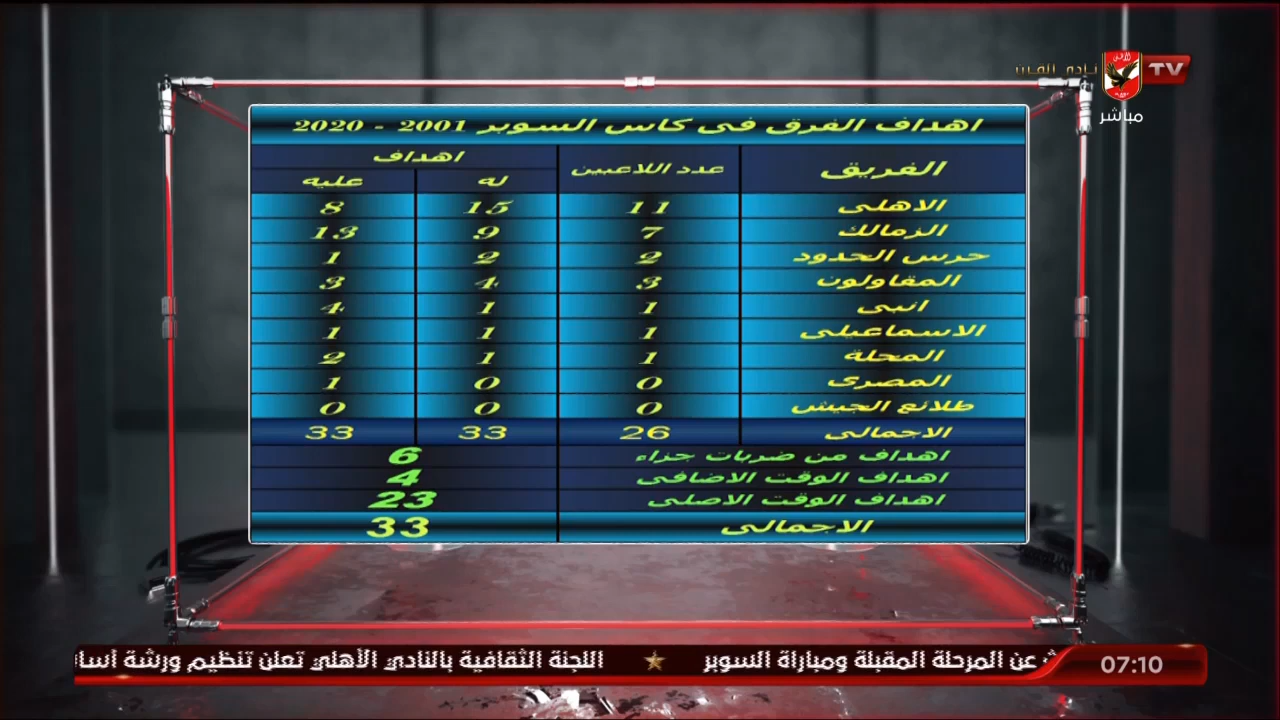 نادي القرن TV
مباشر
اهداف الفرق فى كاس السوبر 2001 - 2020
الفريق عدد اللاعبين اهداف
له عليه
الاهلى 11 15 8
الزمالك 7 9 13
حرس الحدود 2 2 1
المقاولون 3 4 3
انبى 1 1 4
الاسماعيلى 1 1 1
المحلة 1 1 2
المصرى 0 0 1
طلائع الجيش 0 0 0
الاجمالى 26 33 33
اهداف من ضربات جزاء 6
اهداف الوقت الاضافى 4
اهداف الوقت الاصلى 23
الاجمالى 33
07:10 عن المرحلة المقبلة ومباراة السوبر اللجنة الثقافية بالنادي الأهلي تعلن تنظيم ورشة أسا